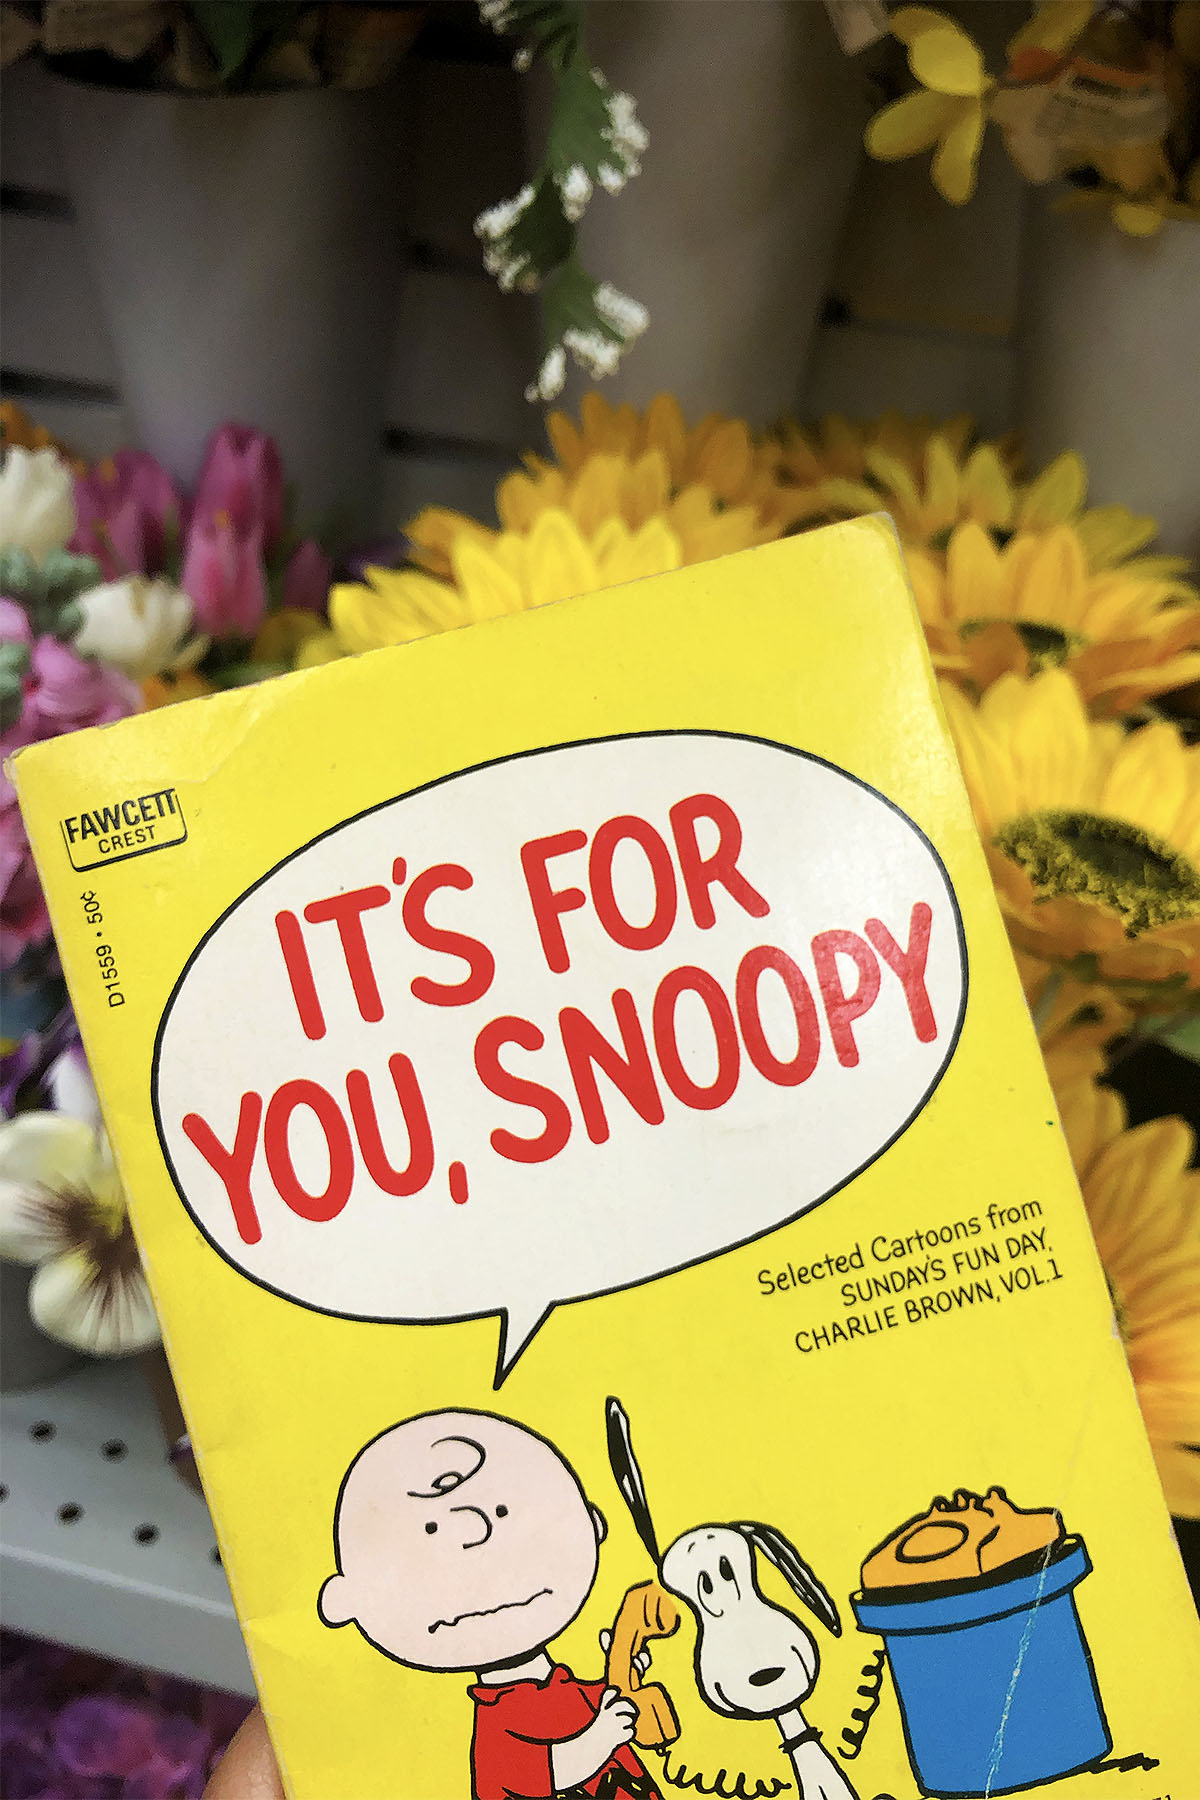 FAWCETT
CREST
D1559 • 50¢
IT'S FOR
YOU, SNOOPY
Selected Cartoons from
SUNDAY'S FUN DAY,
CHARLIE BROWN, VOL.1